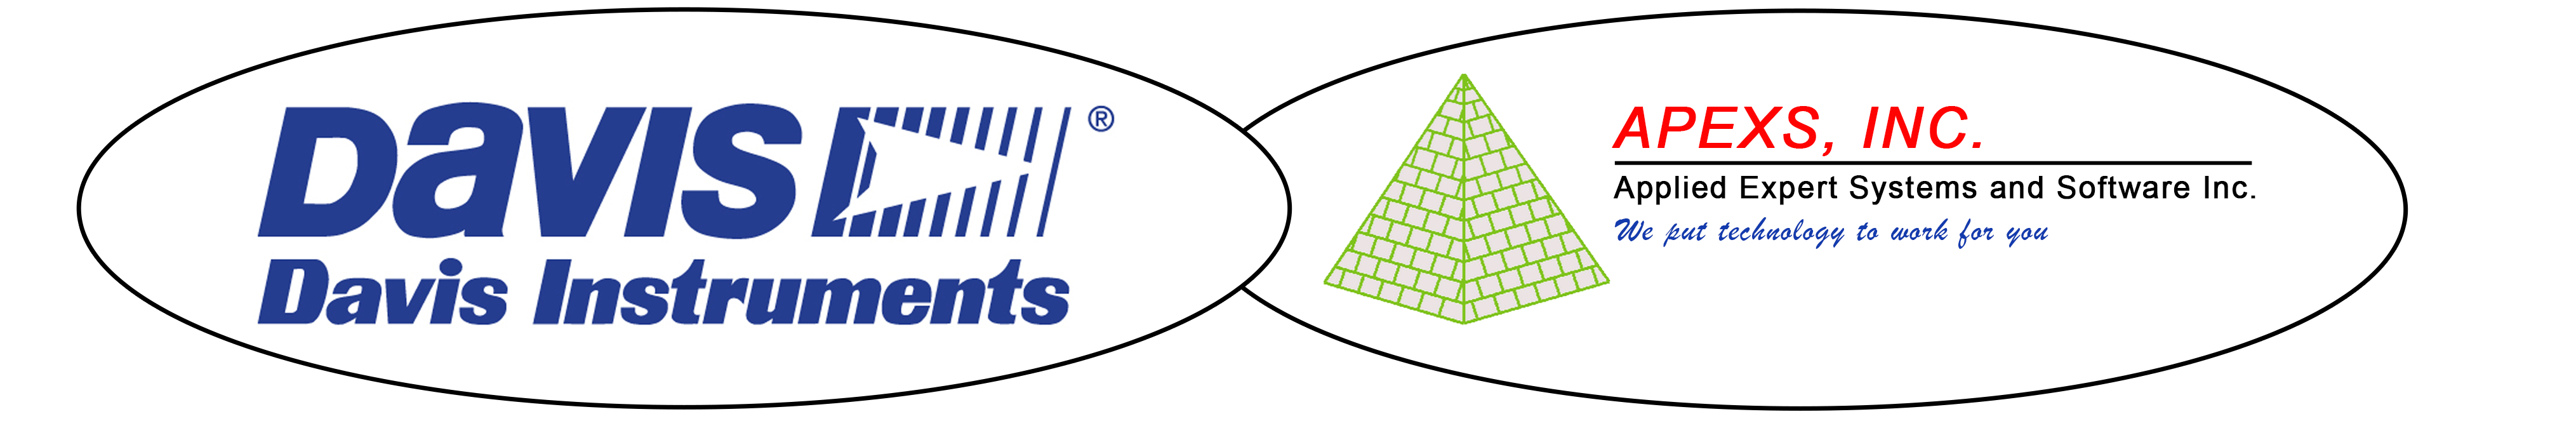 Davis ®
Davis Instruments
APEXS, INC.
Applied Expert Systems and Software Inc.
We put technology to work for you